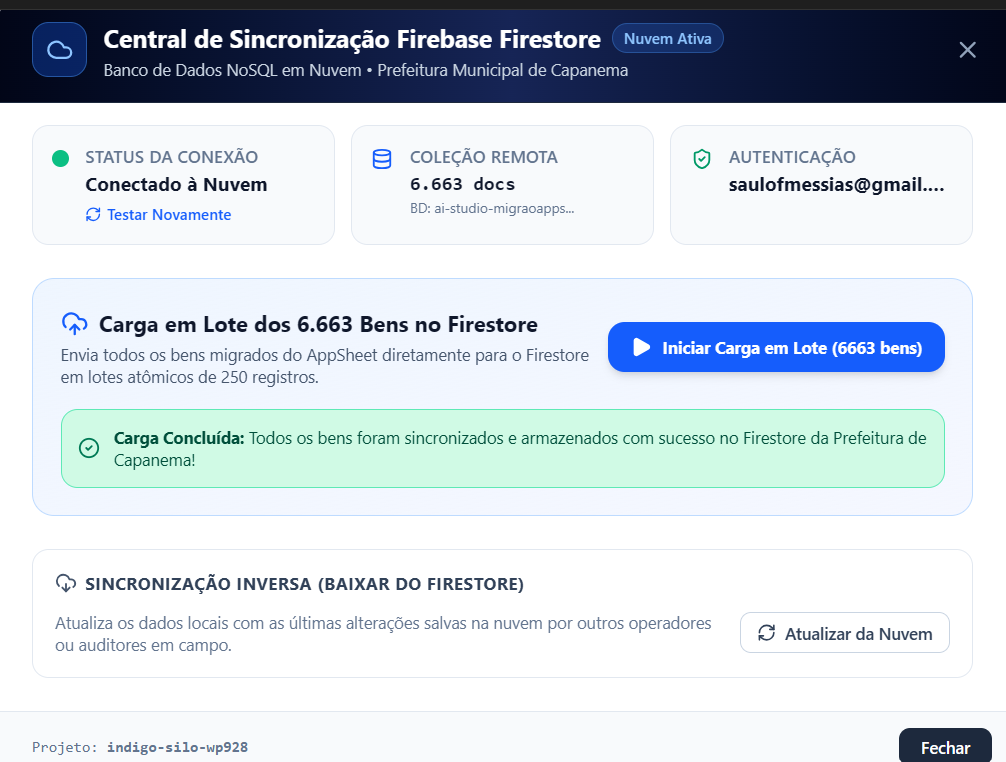 Central de Sincronização Firebase Firestore
Nuvem Ativa
Banco de Dados NoSQL em Nuvem • Prefeitura Municipal de Capanema
STATUS DA CONEXÃO
Conectado à Nuvem
Testar Novamente
COLEÇÃO REMOTA
6.663 docs
BD: ai-studio-migraoapps...
AUTENTICAÇÃO
saulofmessias@gmail....
Carga em Lote dos 6.663 Bens no Firestore
Envia todos os bens migrados do AppSheet diretamente para o Firestore
em lotes atômicos de 250 registros.
Iniciar Carga em Lote (6663 bens)
Carga Concluída: Todos os bens foram sincronizados e armazenados com sucesso no Firestore da Prefeitura de
Capanema!
SINCRONIZAÇÃO INVERSA (BAIXAR DO FIRESTORE)
Atualiza os dados locais com as últimas alterações salvas na nuvem por outros operadores
ou auditores em campo.
Atualizar da Nuvem
Projeto: indigo-silo-wp928
Fechar